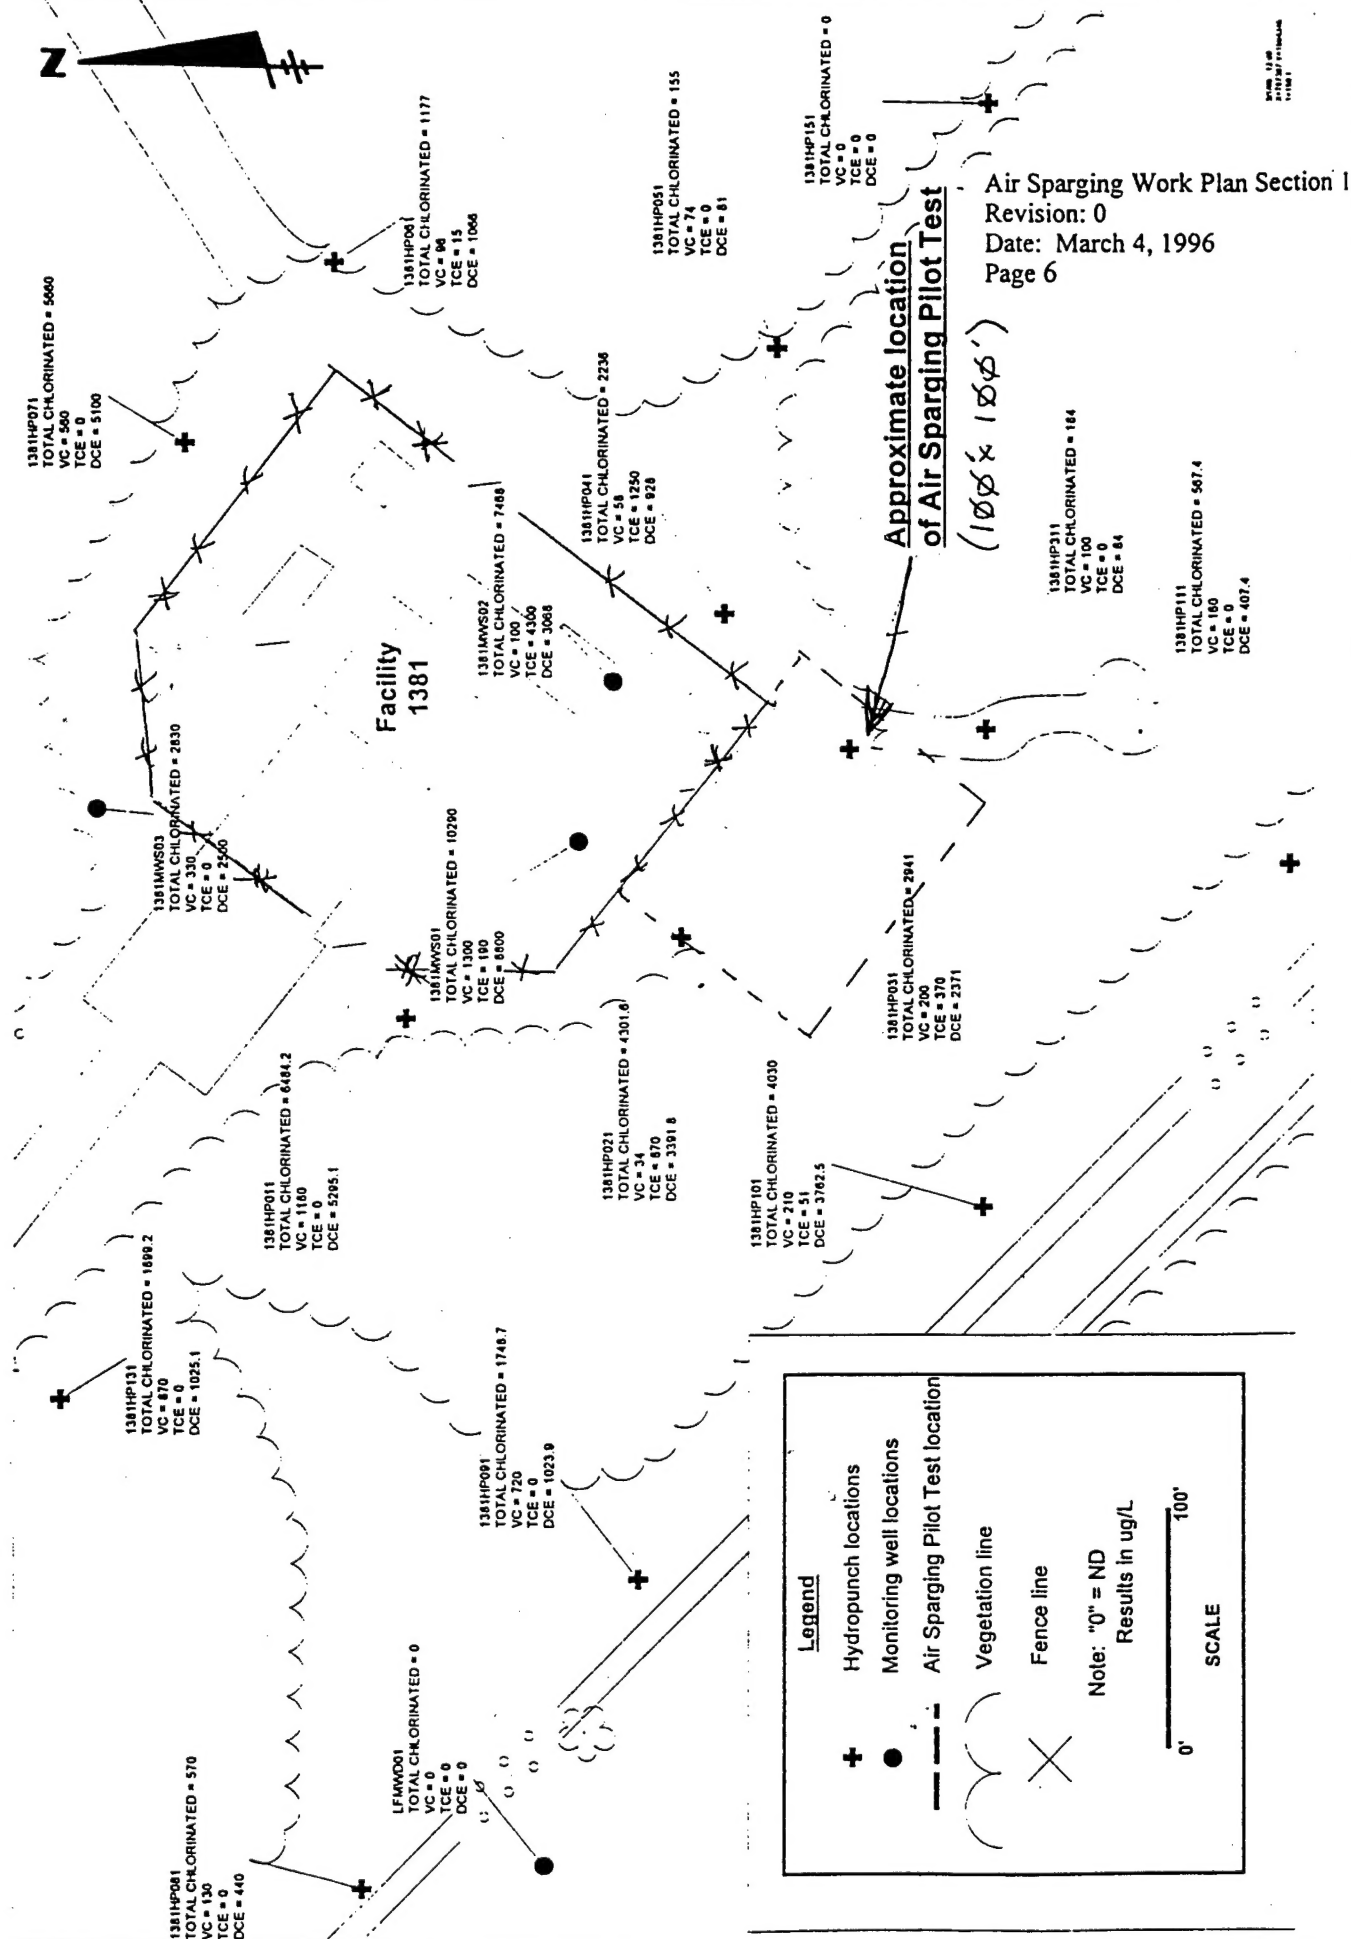 N
Air Sparging Work Plan Section 1
Revision: 0
Date: March 4, 1996
Page 6
1381HP071
TOTAL CHLORINATED = 5660
VC = 560
TCE = 0
DCE = 5100
1381HP061
TOTAL CHLORINATED = 1177
VC = 96
TCE = 15
DCE = 1066
1381HP051
TOTAL CHLORINATED = 155
VC = 74
TCE = 0
DCE = 81
1381HP151
TOTAL CHLORINATED = 0
VC = 0
TCE = 0
DCE = 0
Approximate location
of Air Sparging Pilot Test
(100' x 100')
1381MWS03
TOTAL CHLORINATED = 2830
VC = 330
TCE = 0
DCE = 2500
Facility
1381
1381MWS02
TOTAL CHLORINATED = 7468
VC = 100
TCE = 4300
DCE = 3068
1381HP041
TOTAL CHLORINATED = 2236
VC = 58
TCE = 1250
DCE = 928
1381HP311
TOTAL CHLORINATED = 184
VC = 100
TCE = 0
DCE = 84
1381HP111
TOTAL CHLORINATED = 567.4
VC = 160
TCE = 0
DCE = 407.4
1381MWS01
TOTAL CHLORINATED = 10290
VC = 1300
TCE = 190
DCE = 8800
1381HP011
TOTAL CHLORINATED = 6484.2
VC = 1180
TCE = 0
DCE = 5295.1
1381HP021
TOTAL CHLORINATED = 4301.6
VC = 34
TCE = 670
DCE = 3391.8
1381HP031
TOTAL CHLORINATED = 2941
VC = 200
TCE = 370
DCE = 2371
1381HP101
TOTAL CHLORINATED = 4030
VC = 210
TCE = 51
DCE = 3762.5
1381HP131
TOTAL CHLORINATED = 1699.2
VC = 670
TCE = 0
DCE = 1025.1
1381HP091
TOTAL CHLORINATED = 1746.7
VC = 720
TCE = 0
DCE = 1023.9
LFMWD01
TOTAL CHLORINATED = 0
VC = 0
TCE = 0
DCE = 0
1381HP081
TOTAL CHLORINATED = 570
VC = 130
TCE = 0
DCE = 440
Legend
Hydropunch locations
Monitoring well locations
Air Sparging Pilot Test location
Vegetation line
Fence line
Note: "0" = ND
Results in ug/L
0' 100'
SCALE